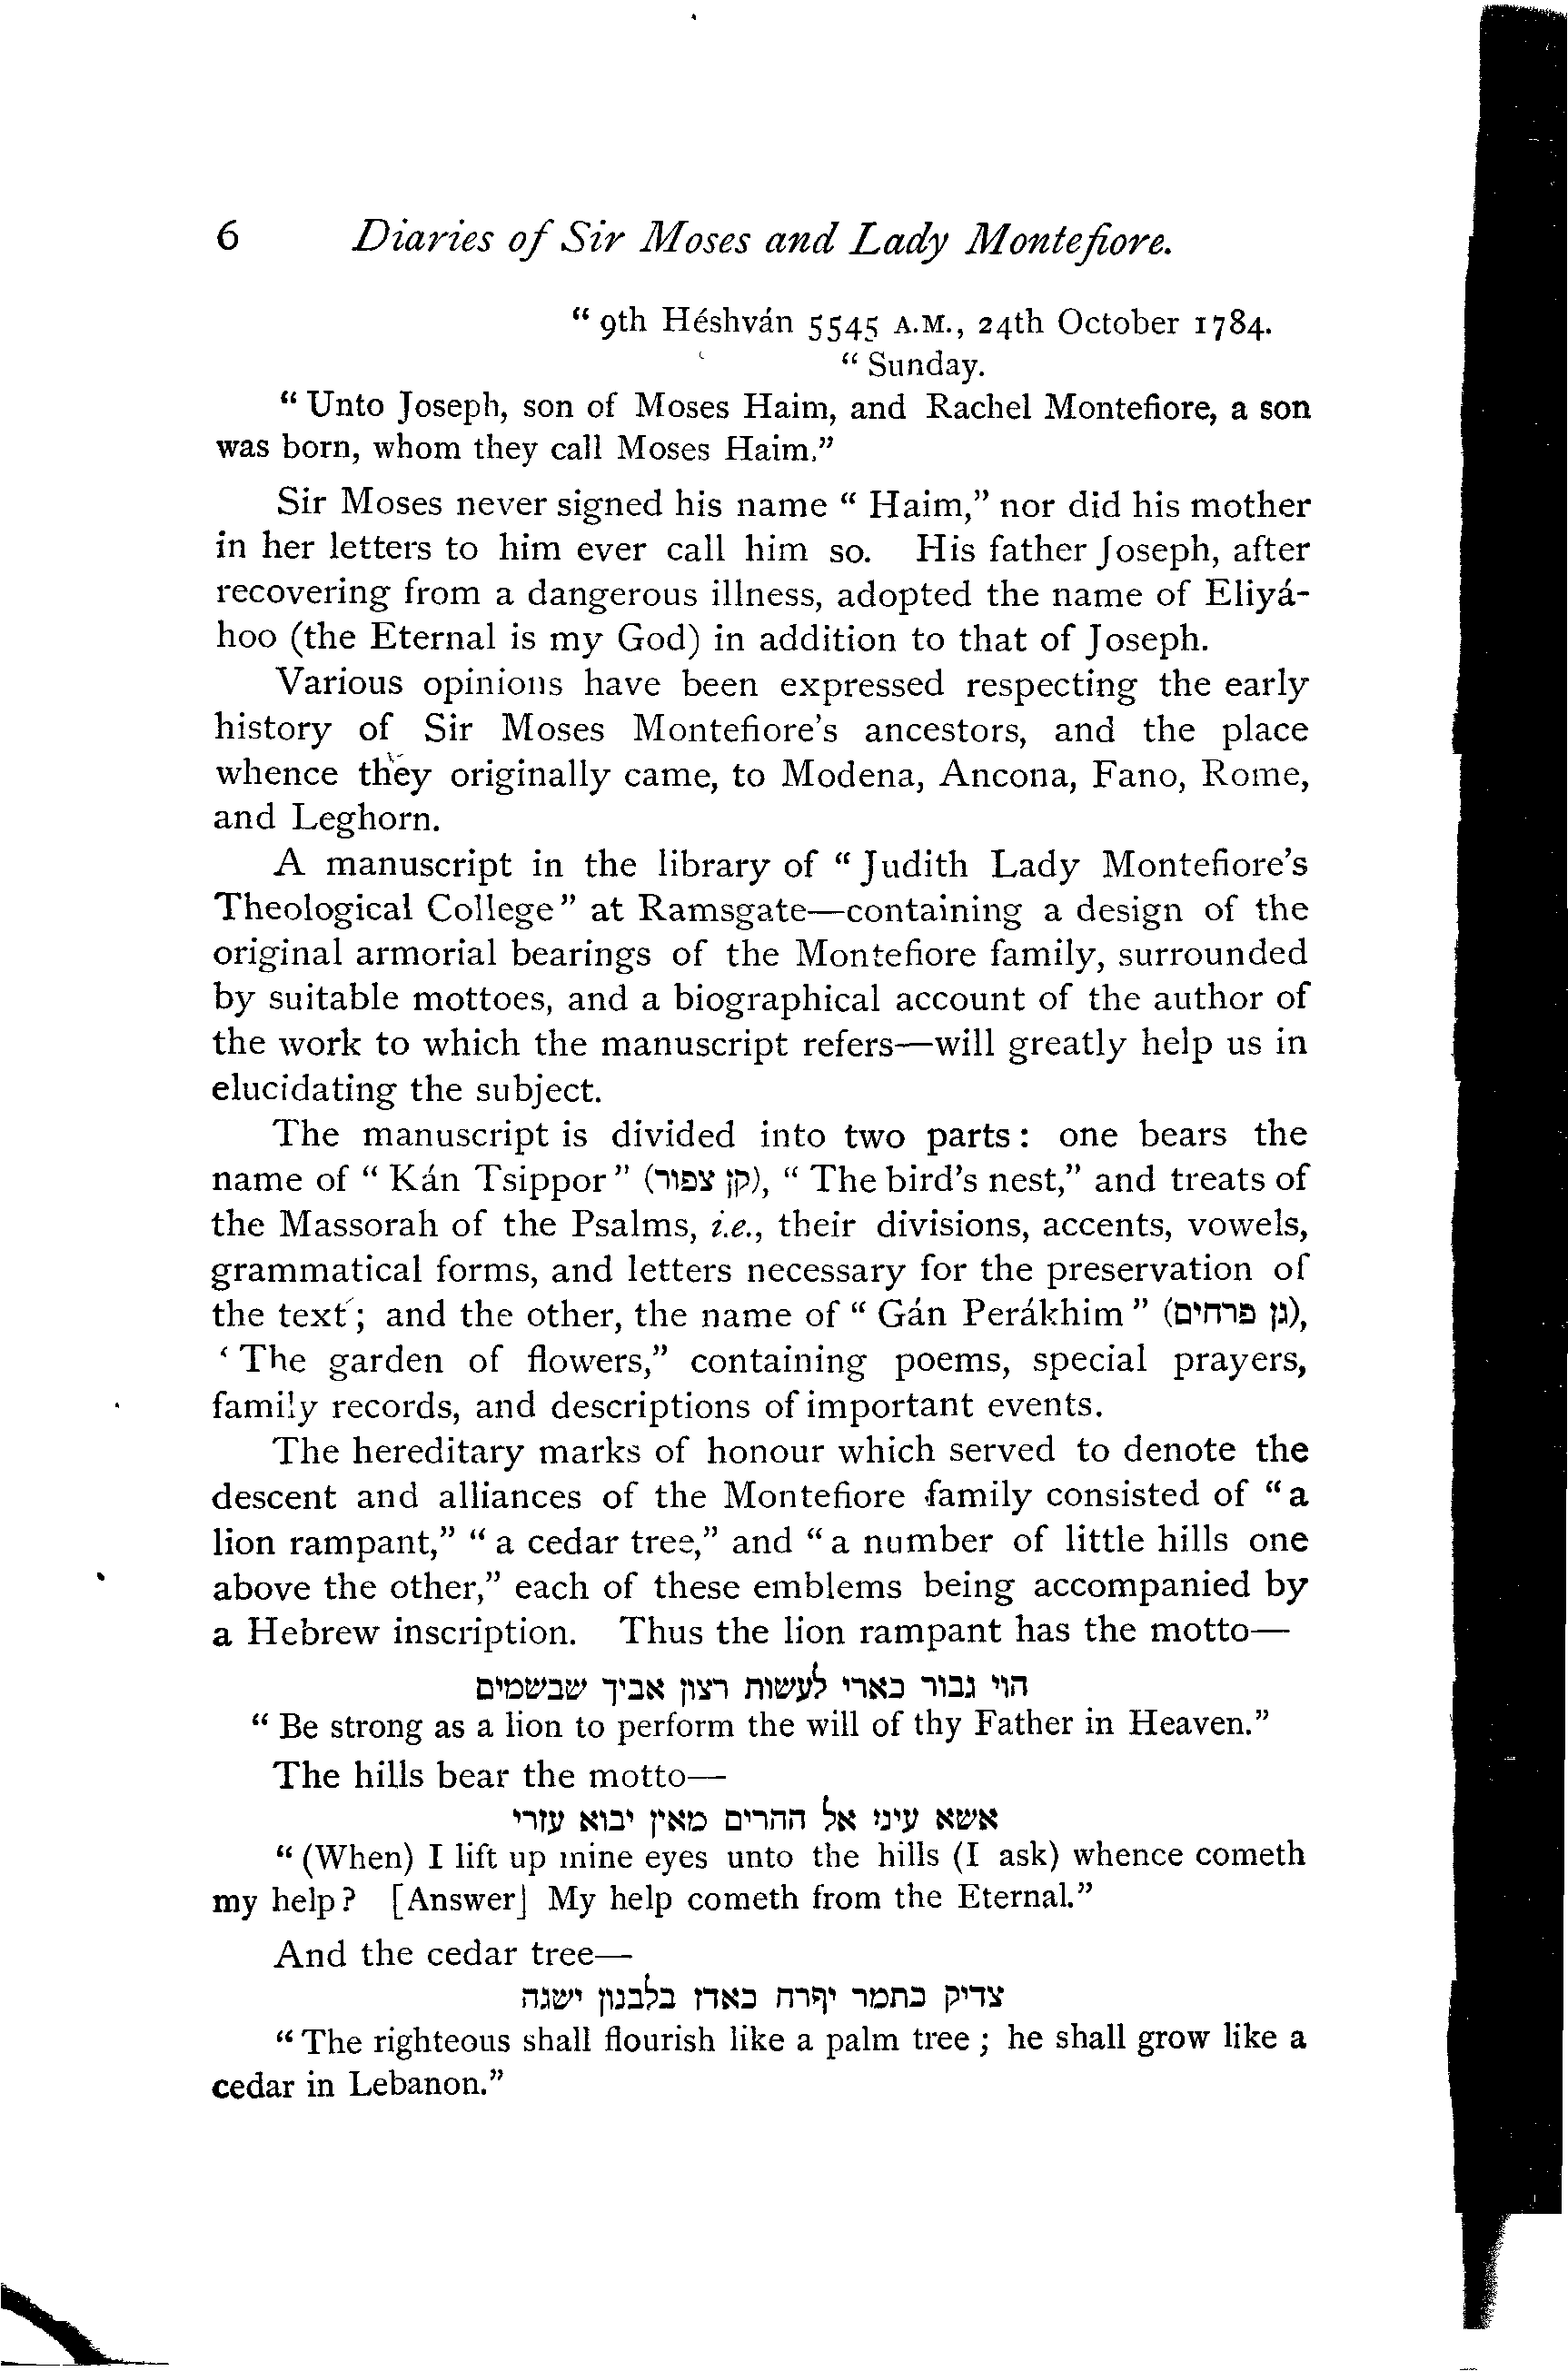 6 Diaries of Sir Moses and Lady Montefiore.
“ 9th Héshván 5545 A.M., 24th October 1784.
“ Sunday.
“ Unto Joseph, son of Moses Haim, and Rachel Montefiore, a son
was born, whom they call Moses Haim.”
Sir Moses never signed his name “ Haim,” nor did his mother
in her letters to him ever call him so. His father Joseph, after
recovering from a dangerous illness, adopted the name of Eliyá-
hoo (the Eternal is my God) in addition to that of Joseph.
Various opinions have been expressed respecting the early
history of Sir Moses Montefiore’s ancestors, and the place
whence they originally came, to Modena, Ancona, Fano, Rome,
and Leghorn.
A manuscript in the library of “ Judith Lady Montefiore’s
Theological College ” at Ramsgate—containing a design of the
original armorial bearings of the Montefiore family, surrounded
by suitable mottoes, and a biographical account of the author of
the work to which the manuscript refers—will greatly help us in
elucidating the subject.
The manuscript is divided into two parts : one bears the
name of “ Kán Tsippor ” (קן צפור), “ The bird’s nest,” and treats of
the Massorah of the Psalms, i.e., their divisions, accents, vowels,
grammatical forms, and letters necessary for the preservation of
the text ; and the other, the name of “ Gán Perákhim ” (גן פרחים),
‘ The garden of flowers,” containing poems, special prayers,
family records, and descriptions of important events.
The hereditary marks of honour which served to denote the
descent and alliances of the Montefiore family consisted of “ a
lion rampant,” “ a cedar tree,” and “ a number of little hills one
above the other,” each of these emblems being accompanied by
a Hebrew inscription. Thus the lion rampant has the motto—
הוי גבור כארי לעשות רצון אביך שבשמים
“ Be strong as a lion to perform the will of thy Father in Heaven.”
The hills bear the motto—
אשא עיני אל ההרים מאין יבוא עזרי
“ (When) I lift up mine eyes unto the hills (I ask) whence cometh
my help ? [Answer] My help cometh from the Eternal.”
And the cedar tree—
צדיק כתמר יפרח כארז בלבנון ישגה
“ The righteous shall flourish like a palm tree ; he shall grow like a
cedar in Lebanon.”